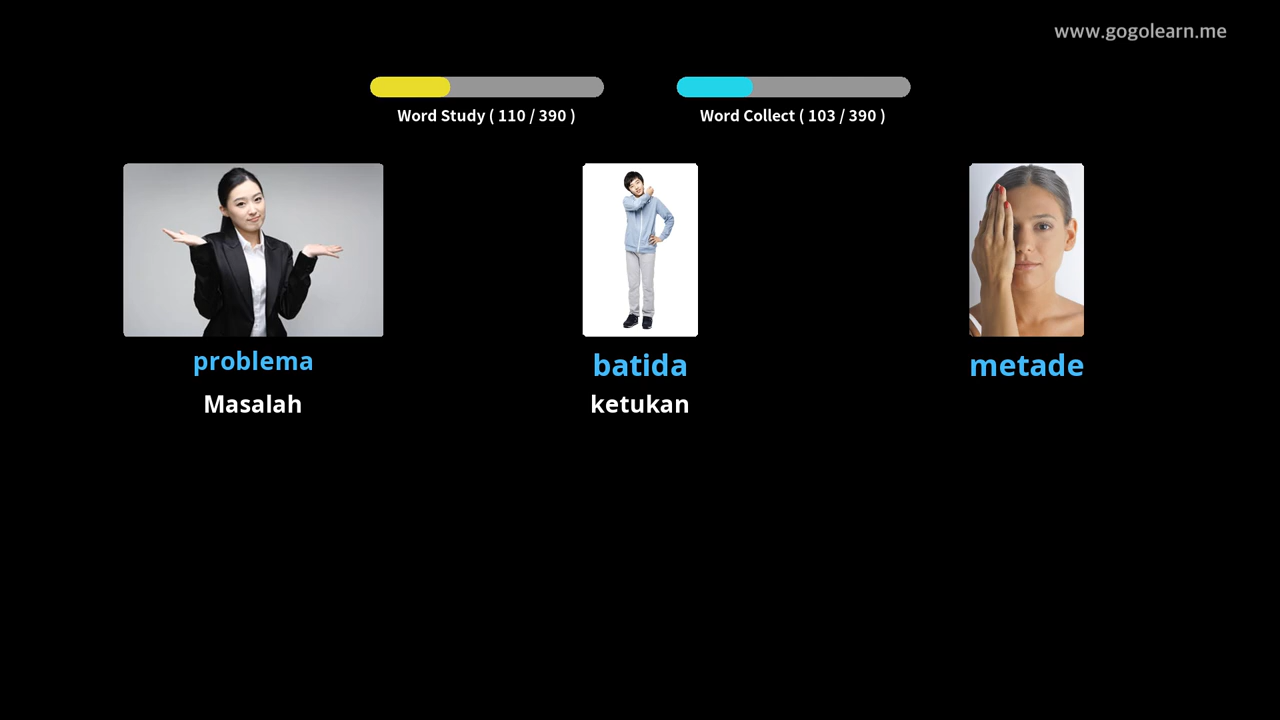 www.gogolearn.me
Word Study ( 110 / 390 )
Word Collect ( 103 / 390 )
problema
batida
metade
Masalah
ketukan